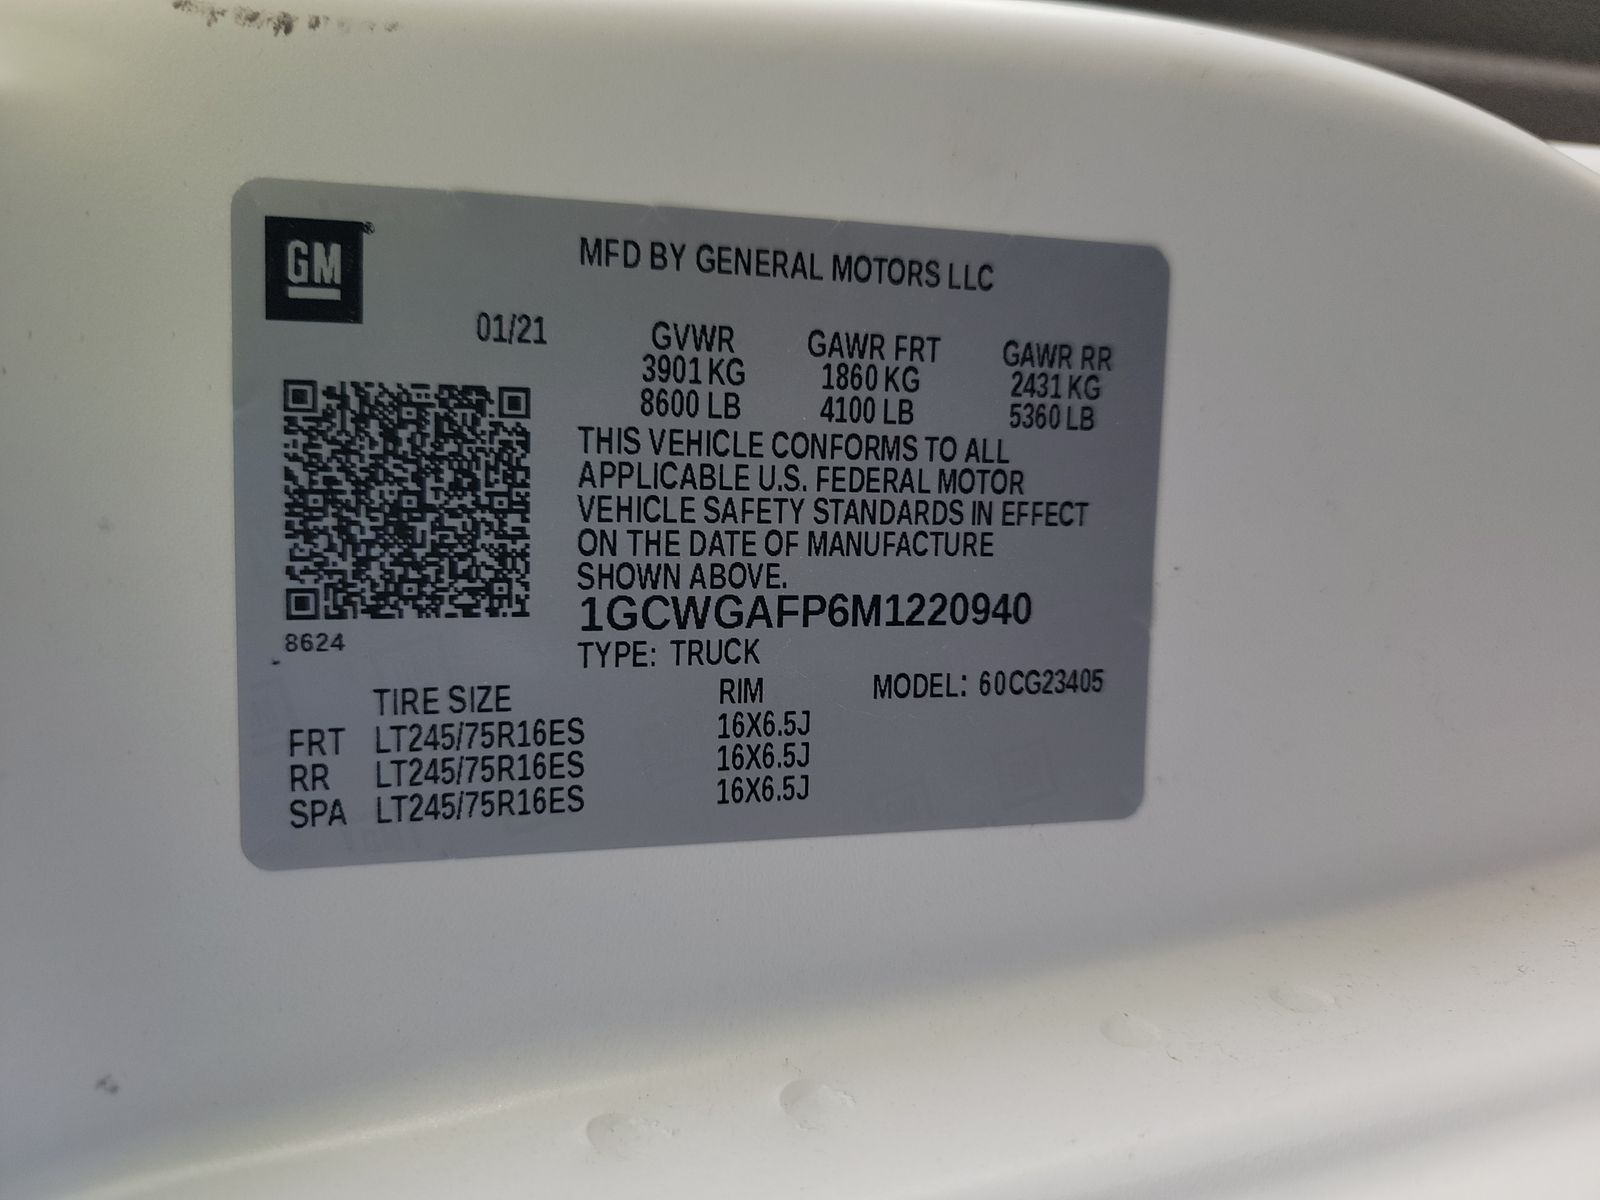 GM®
MFD BY GENERAL MOTORS LLC
01/21
GVWR GAWR FRT GAWR RR
3901 KG 1860 KG 2431 KG
8600 LB 4100 LB 5360 LB
THIS VEHICLE CONFORMS TO ALL
APPLICABLE U.S. FEDERAL MOTOR
VEHICLE SAFETY STANDARDS IN EFFECT
ON THE DATE OF MANUFACTURE
SHOWN ABOVE.
1GCWGAFP6M1220940
8624
TYPE: TRUCK
TIRE SIZE RIM MODEL: 60CG23405
FRT LT245/75R16ES 16X6.5J
RR LT245/75R16ES 16X6.5J
SPA LT245/75R16ES 16X6.5J